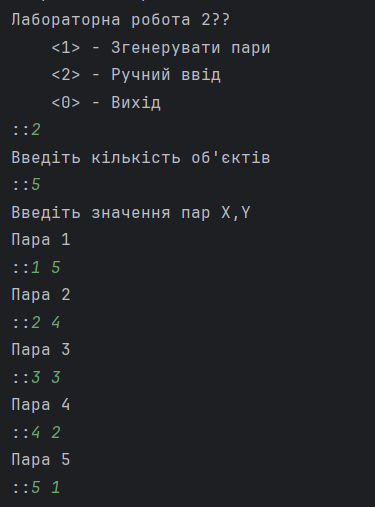 Лабораторна робота 2??
<1> - Згенерувати пари
<2> - Ручний ввід
<0> - Вихід
::2
Введіть кількість об'єктів
::5
Введіть значення пар X,Y
Пара 1
::1 5
Пара 2
::2 4
Пара 3
::3 3
Пара 4
::4 2
Пара 5
::5 1